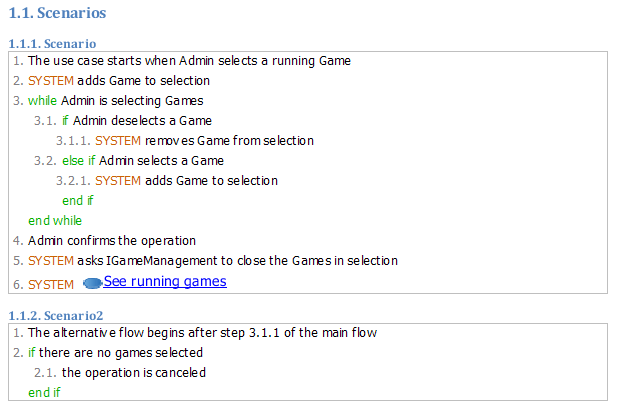 1.1. Scenarios
1.1.1. Scenario
1. The use case starts when Admin selects a running Game
2. SYSTEM adds Game to selection
3. while Admin is selecting Games
3.1. if Admin deselects a Game
3.1.1. SYSTEM removes Game from selection
3.2. else if Admin selects a Game
3.2.1. SYSTEM adds Game to selection
end if
end while
4. Admin confirms the operation
5. SYSTEM asks IGameManagement to close the Games in selection
6. SYSTEM See running games
1.1.2. Scenario2
1. The alternative flow begins after step 3.1.1 of the main flow
2. if there are no games selected
2.1. the operation is canceled
end if